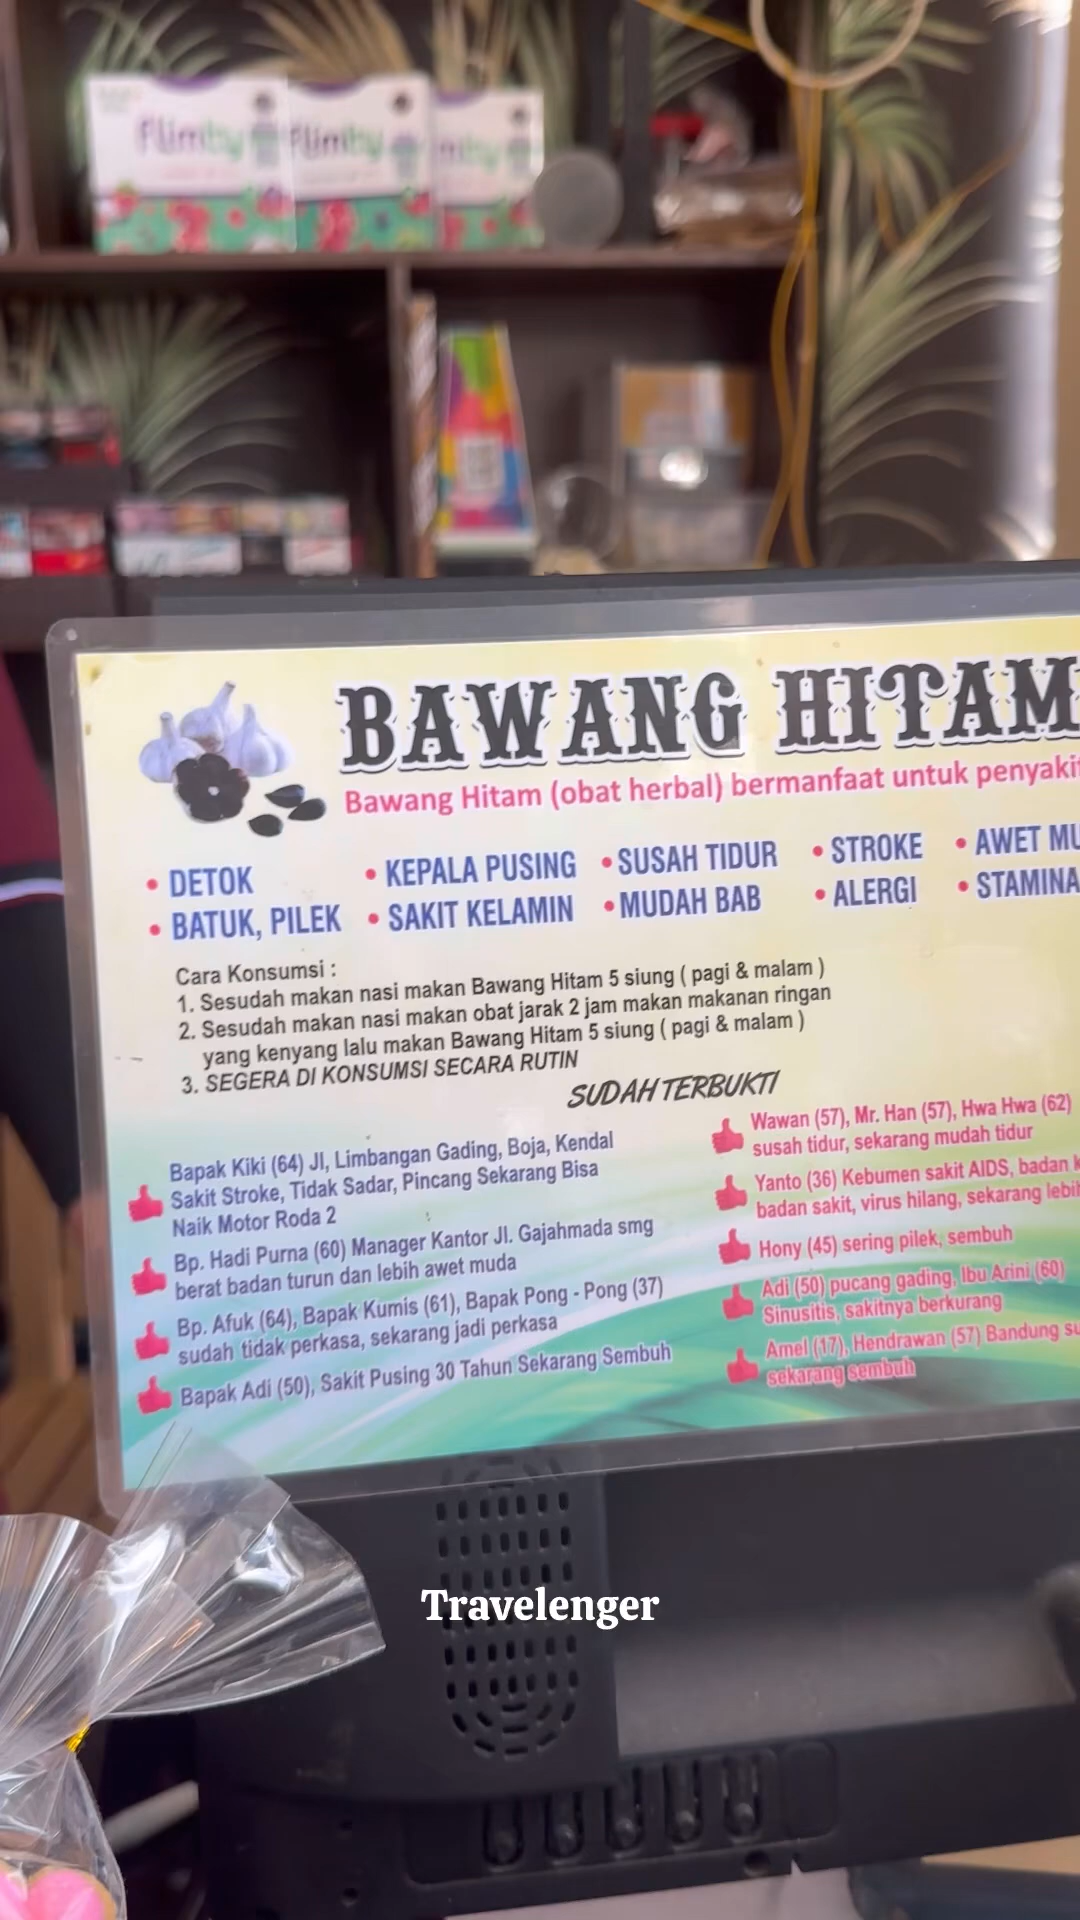 Flimty
Flimty
BAWANG HITAM
Bawang Hitam (obat herbal) bermanfaat untuk penyakit
• DETOK • KEPALA PUSING • SUSAH TIDUR • STROKE • AWET MU
• BATUK, PILEK • SAKIT KELAMIN • MUDAH BAB • ALERGI • STAMINA
Cara Konsumsi :
1. Sesudah makan nasi makan Bawang Hitam 5 siung ( pagi & malam )
2. Sesudah makan nasi makan obat jarak 2 jam makan makanan ringan
yang kenyang lalu makan Bawang Hitam 5 siung ( pagi & malam )
3. SEGERA DI KONSUMSI SECARA RUTIN
SUDAH TERBUKTI
Bapak Kiki (64) Jl, Limbangan Gading, Boja, Kendal
Sakit Stroke, Tidak Sadar, Pincang Sekarang Bisa
Naik Motor Roda 2
Bp. Hadi Purna (60) Manager Kantor Jl. Gajahmada smg
berat badan turun dan lebih awet muda
Bp. Afuk (64), Bapak Kumis (61), Bapak Pong - Pong (37)
sudah tidak perkasa, sekarang jadi perkasa
Bapak Adi (50), Sakit Pusing 30 Tahun Sekarang Sembuh
Wawan (57), Mr. Han (57), Hwa Hwa (62)
susah tidur, sekarang mudah tidur
Yanto (36) Kebumen sakit AIDS, badan k
badan sakit, virus hilang, sekarang lebih
Hony (45) sering pilek, sembuh
Adi (50) pucang gading, Ibu Arini (60)
Sinusitis, sakitnya berkurang
Amel (17), Hendrawan (57) Bandung su
sekarang sembuh
Travelenger